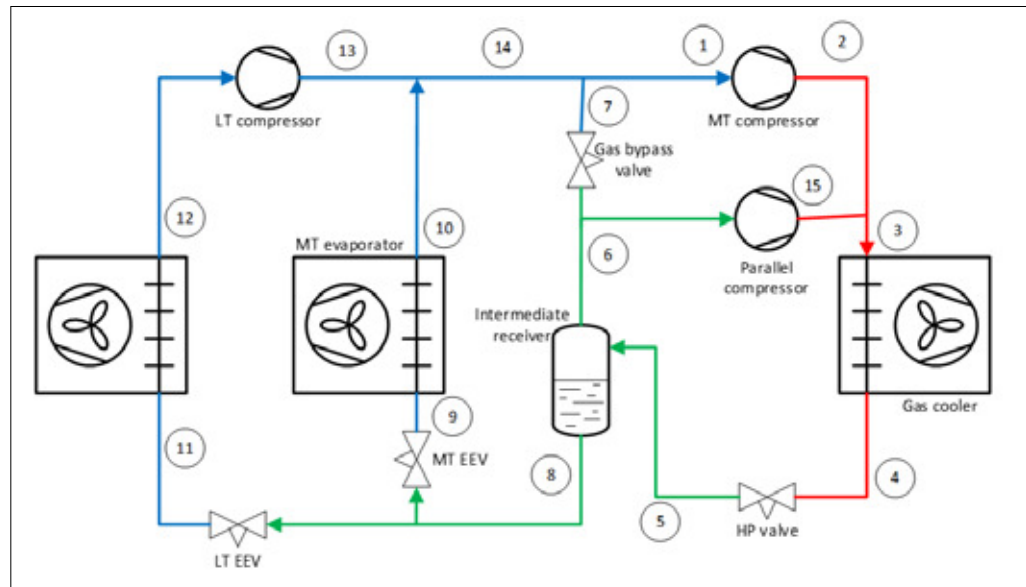 13
14
1
2
LT compressor
7
MT compressor
Gas bypass
valve
15
12
MT evaporator
10
6
3
Parallel
compressor
Intermediate
receiver
Gas cooler
9
11
MT EEV
8
4
5
LT EEV
HP valve